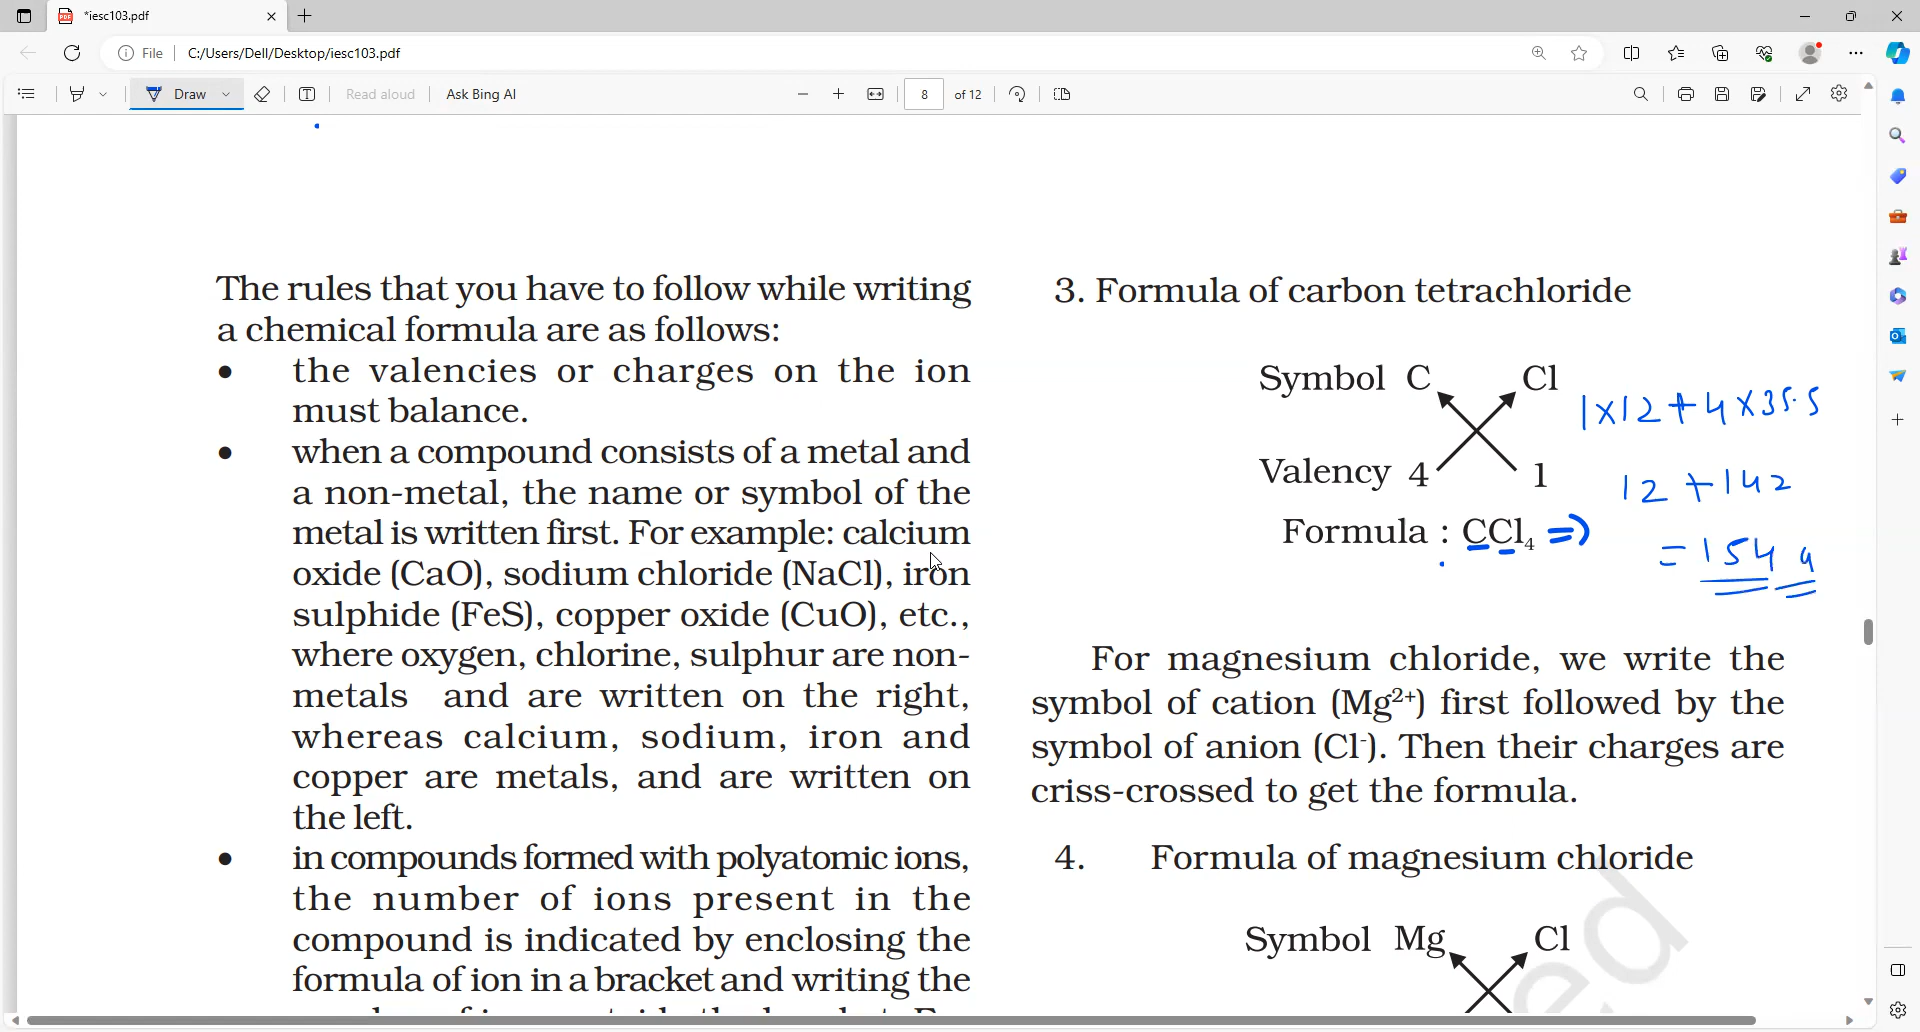 *iesc103.pdf
File
C:/Users/Dell/Desktop/iesc103.pdf
Draw
Read aloud
Ask Bing AI
8
of 12
The rules that you have to follow while writing
a chemical formula are as follows:
• the valencies or charges on the ion
must balance.
• when a compound consists of a metal and
a non-metal, the name or symbol of the
metal is written first. For example: calcium
oxide (CaO), sodium chloride (NaCl), iron
sulphide (FeS), copper oxide (CuO), etc.,
where oxygen, chlorine, sulphur are non-
metals and are written on the right,
whereas calcium, sodium, iron and
copper are metals, and are written on
the left.
• in compounds formed with polyatomic ions,
the number of ions present in the
compound is indicated by enclosing the
formula of ion in a bracket and writing the
3. Formula of carbon tetrachloride
Symbol C Cl
1×12+4×35.5
Valency 4 1
12+142
Formula : CCl₄ ⇒
=154 u
For magnesium chloride, we write the
symbol of cation (Mg²⁺) first followed by the
symbol of anion (Cl⁻). Then their charges are
criss-crossed to get the formula.
4. Formula of magnesium chloride
Symbol Mg Cl
ed